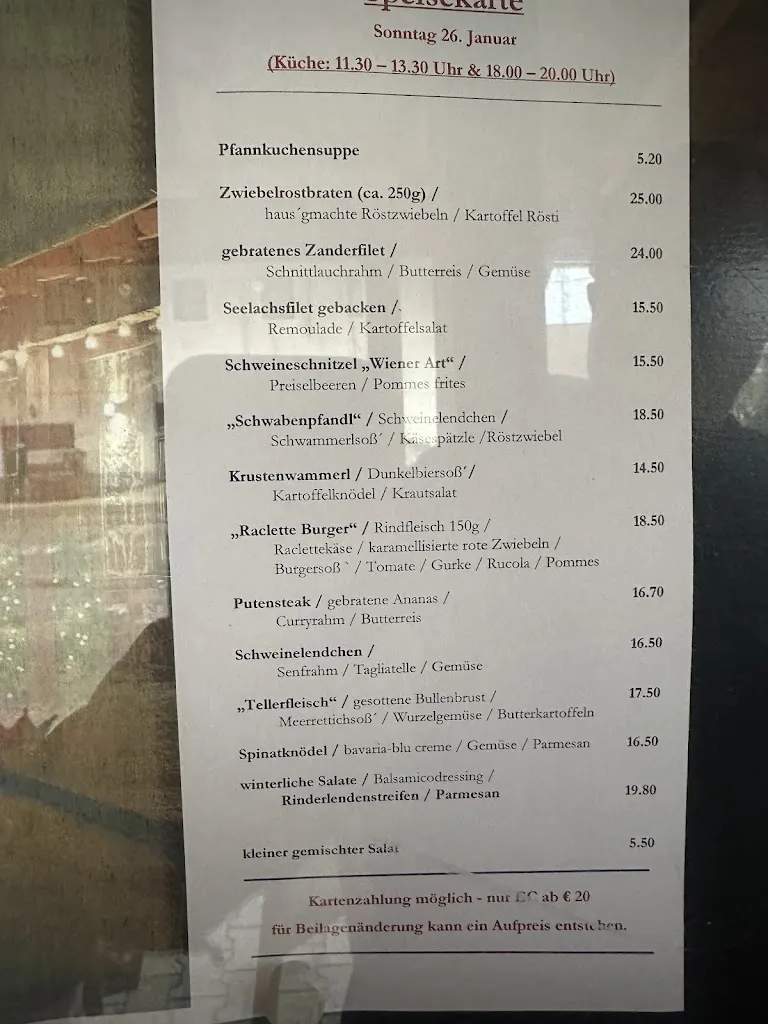 Speisekarte
Sonntag 26. Januar
(Küche: 11.30 – 13.30 Uhr & 18.00 – 20.00 Uhr)
Pfannkuchensuppe 5.20
Zwiebelrostbraten (ca. 250g) / 25.00
haus´gmachte Röstzwiebeln / Kartoffel Rösti
gebratenes Zanderfilet / 24.00
Schnittlauchrahm / Butterreis / Gemüse
Seelachsfilet gebacken / 15.50
Remoulade / Kartoffelsalat
Schweineschnitzel „Wiener Art“ / 15.50
Preiselbeeren / Pommes frites
„Schwabenpfandl“ / Schweinelendchen / 18.50
Schwammerlsoß´ / Käsespätzle /Röstzwiebel
Krustenwammerl / Dunkelbiersoß´/ 14.50
Kartoffelknödel / Krautsalat
„Raclette Burger“ / Rindfleisch 150g / 18.50
Raclettekäse / karamellisierte rote Zwiebeln /
Burgersoß ` / Tomate / Gurke / Rucola / Pommes
Putensteak / gebratene Ananas / 16.70
Curryrahm / Butterreis
Schweinelendchen / 16.50
Senfrahm / Tagliatelle / Gemüse
„Tellerfleisch“ / gesottene Bullenbrust / 17.50
Meerrettichsoß´ / Wurzelgemüse / Butterkartoffeln
Spinatknödel / bavaria-blu creme / Gemüse / Parmesan 16.50
winterliche Salate / Balsamicodressing / 19.80
Rinderlendenstreifen / Parmesan
kleiner gemischter Salat 5.50
Kartenzahlung möglich - nur EC ab € 20
für Beilagenänderung kann ein Aufpreis entstehen.